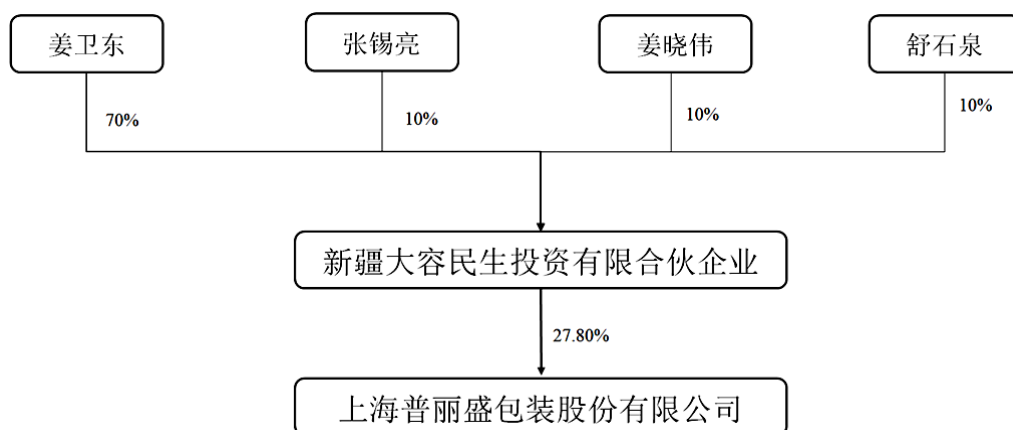 姜卫东
张锡亮
姜晓伟
舒石泉
70%
10%
10%
10%
新疆大容民生投资有限合伙企业
27.80%
上海普丽盛包装股份有限公司